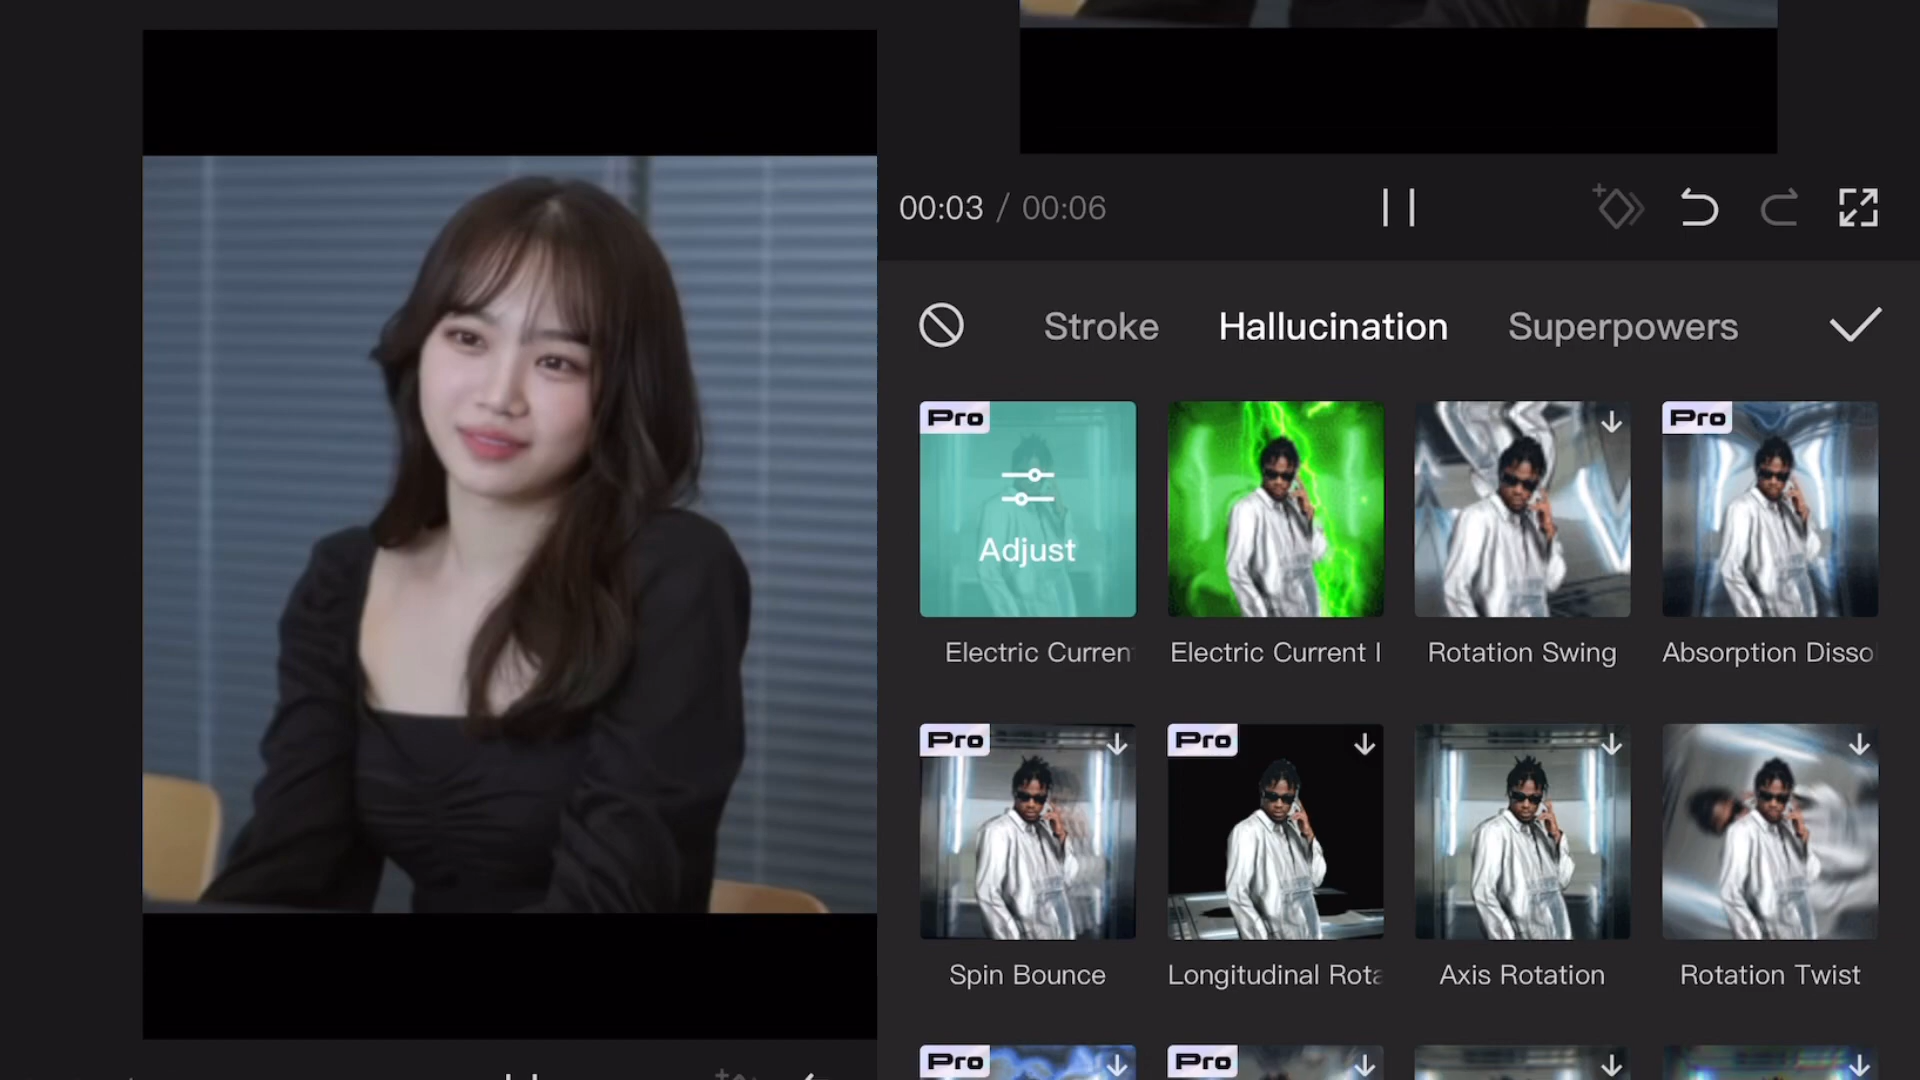 00:03 / 00:06
Stroke Hallucination Superpowers
Pro Pro
Adjust
Electric Curren Electric Current I Rotation Swing Absorption Disso
Pro Pro
Spin Bounce Longitudinal Rota Axis Rotation Rotation Twist
Pro Pro